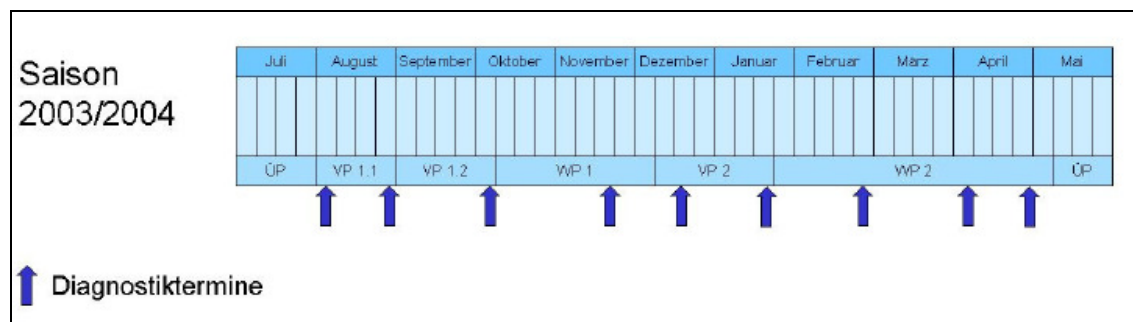 Saison
2003/2004
Juli August September Oktober November Dezember Januar Februar März April Mai
ÜP VP 1.1 VP 1.2 WP 1 VP 2 WP 2 ÜP
Diagnostiktermine